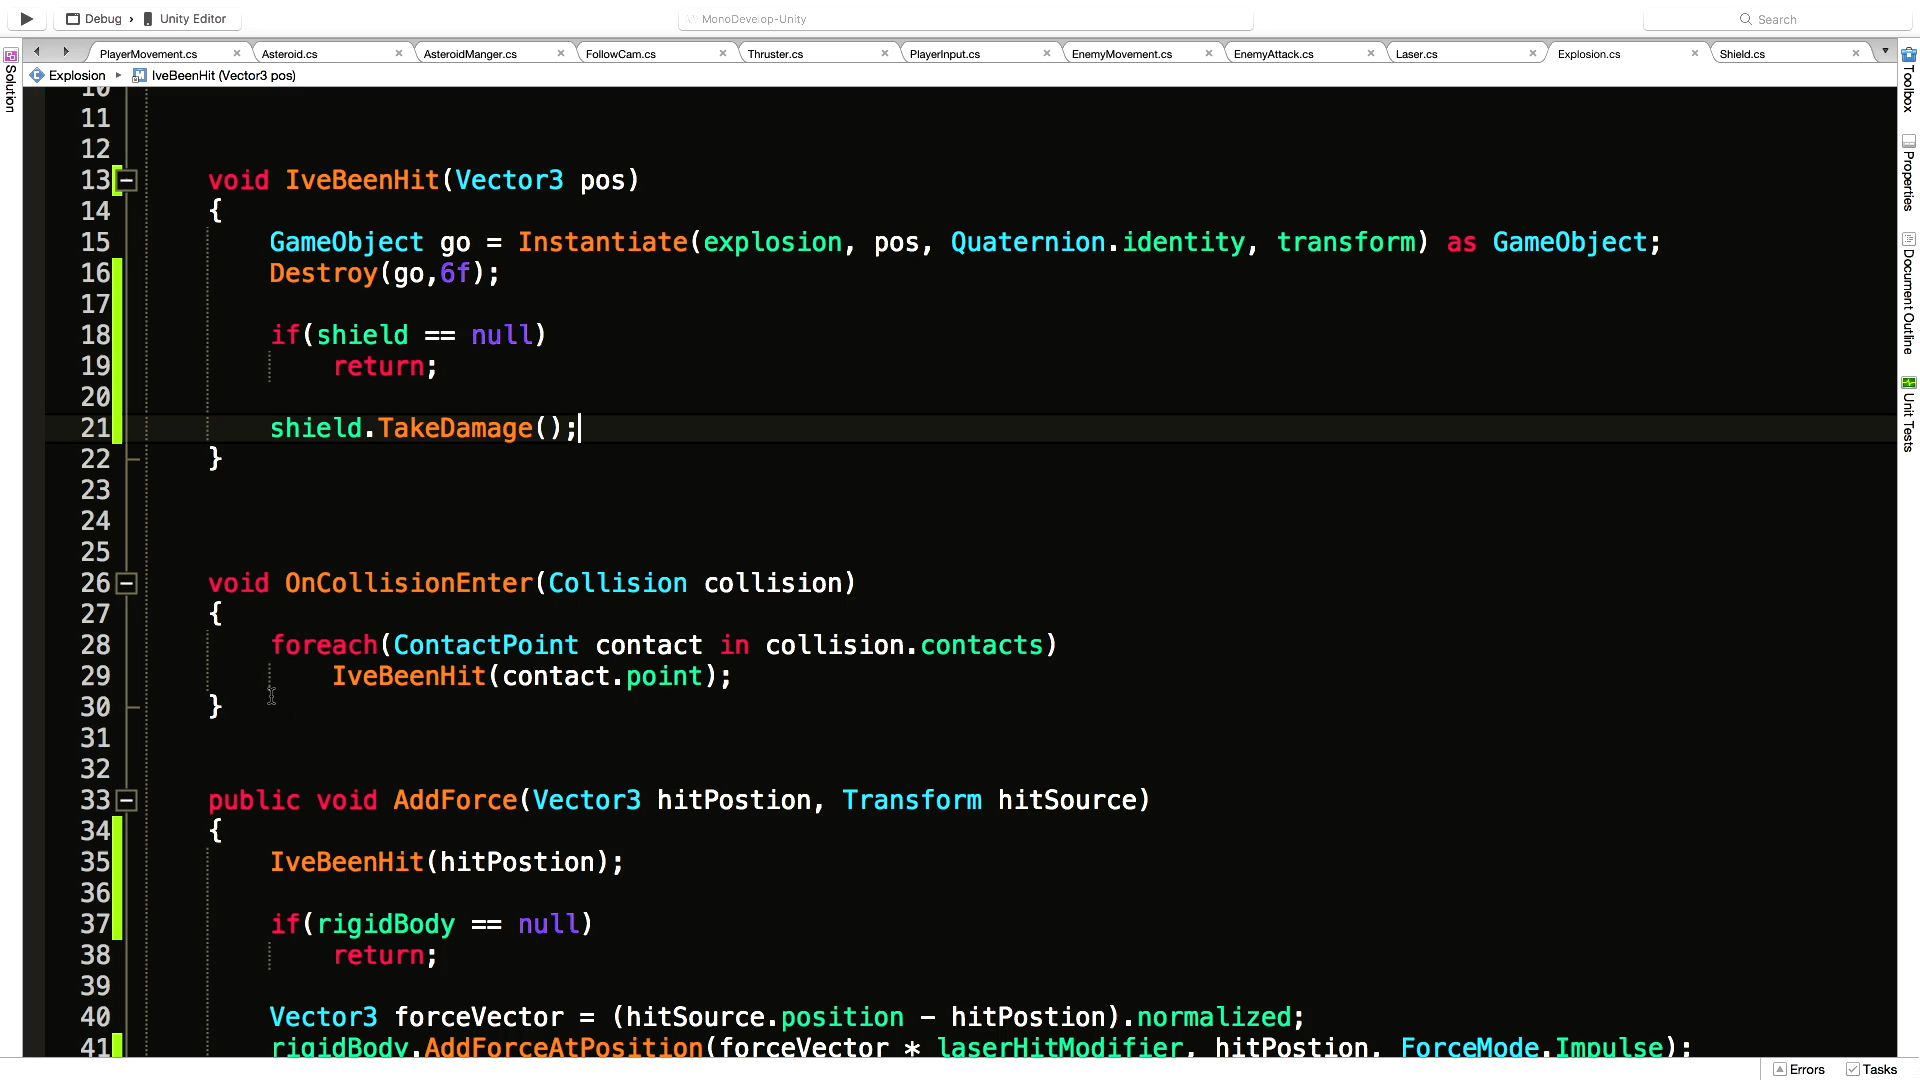 Debug › Unity Editor
MonoDevelop-Unity
Search
PlayerMovement.cs × Asteroid.cs × AsteroidManger.cs × FollowCam.cs × Thruster.cs × PlayerInput.cs × EnemyMovement.cs × EnemyAttack.cs × Laser.cs × Explosion.cs × Shield.cs ×
Explosion ▸ IveBeenHit (Vector3 pos)
Solution
Toolbox
Properties
Document Outline
Unit Tests
10
11
12
13 void IveBeenHit(Vector3 pos)
14 {
15 GameObject go = Instantiate(explosion, pos, Quaternion.identity, transform) as GameObject;
16 Destroy(go,6f);
17
18 if(shield == null)
19 return;
20
21 shield.TakeDamage();
22 }
23
24
25
26 void OnCollisionEnter(Collision collision)
27 {
28 foreach(ContactPoint contact in collision.contacts)
29 IveBeenHit(contact.point);
30 }
31
32
33 public void AddForce(Vector3 hitPostion, Transform hitSource)
34 {
35 IveBeenHit(hitPostion);
36
37 if(rigidBody == null)
38 return;
39
40 Vector3 forceVector = (hitSource.position - hitPostion).normalized;
41 rigidBody.AddForceAtPosition(forceVector * laserHitModifier, hitPostion, ForceMode.Impulse);
Errors Tasks